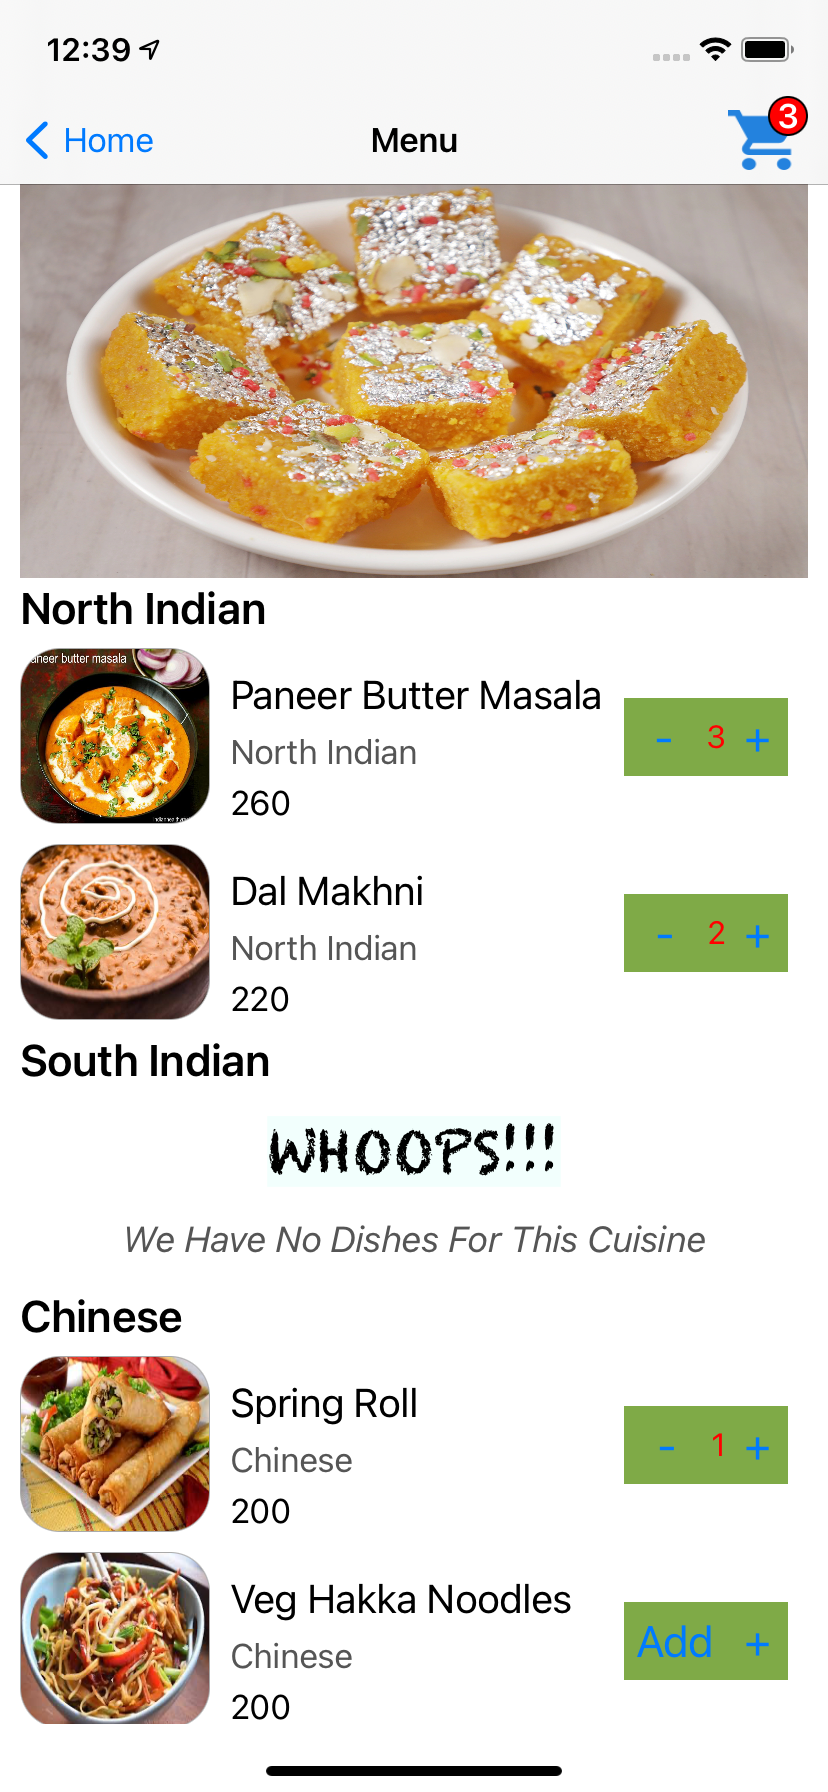 12:39
Home
Menu
3
North Indian
aneer butter masala
Paneer Butter Masala
North Indian
260
- 3 +
Dal Makhni
North Indian
220
- 2 +
South Indian
WHOOPS!!!
We Have No Dishes For This Cuisine
Chinese
Spring Roll
Chinese
200
- 1 +
Veg Hakka Noodles
Chinese
200
Add +